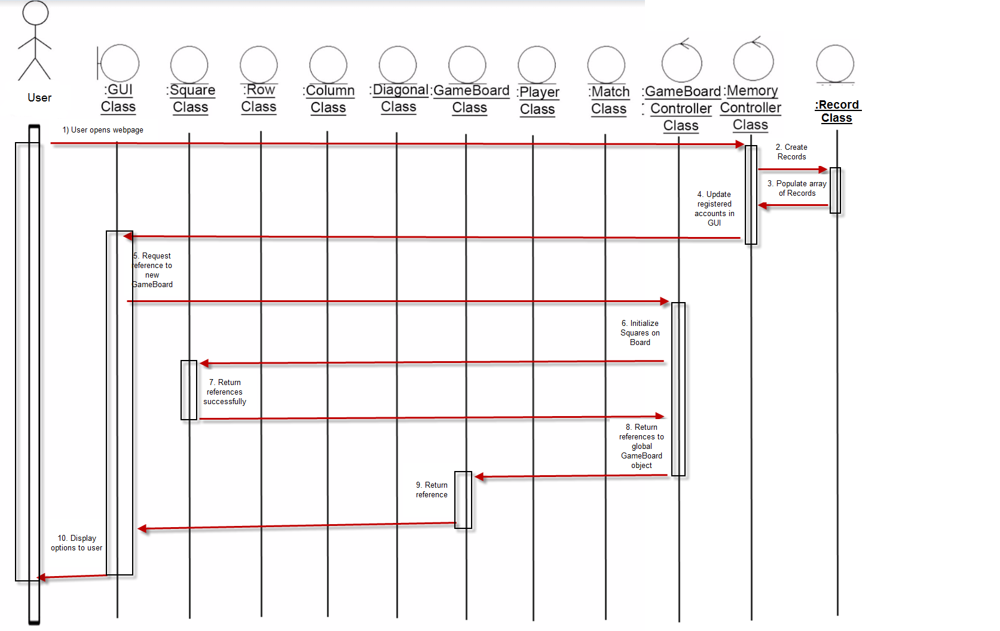 User
:GUI
Class
:Square
Class
:Row
Class
:Column
Class
:Diagonal
Class
:GameBoard
Class
:Player
Class
:Match
Class
:GameBoard
Controller
Class
:Memory
Controller
Class
:Record
Class
1) User opens webpage
2. Create
Records
3. Populate array
of Records
4. Update
registered
accounts in
GUI
5. Request
reference to
new
GameBoard
6. Initialize
Squares on
Board
7. Return
references
successfully
8. Return
references to
global
GameBoard
object
9. Return
reference
10. Display
options to user